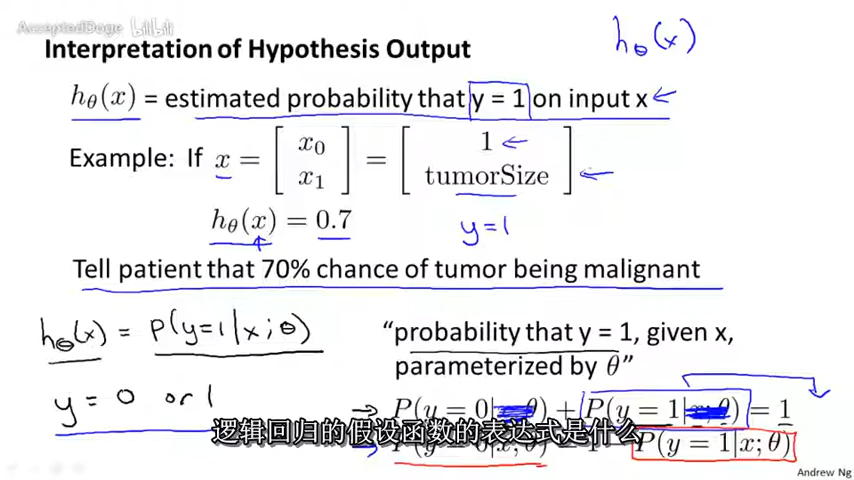 AcceptedDoge bilibili
hθ(x)
Interpretation of Hypothesis Output
hθ(x) = estimated probability that y = 1 on input x ←
Example: If x = [ x0 x1 ] = [ 1 ← tumorSize ] ←
hθ(x) = 0.7 y=1
Tell patient that 70% chance of tumor being malignant
hθ(x) = P(y=1|x;θ)
"probability that y = 1, given x,
parameterized by θ"
y = 0 or 1
→ P(y = 0| θ) + P(y = 1| θ) = 1
逻辑回归的假设函数的表达式是什么
→ P(y = 0|x; θ) = 1 − P(y = 1|x; θ)
Andrew Ng